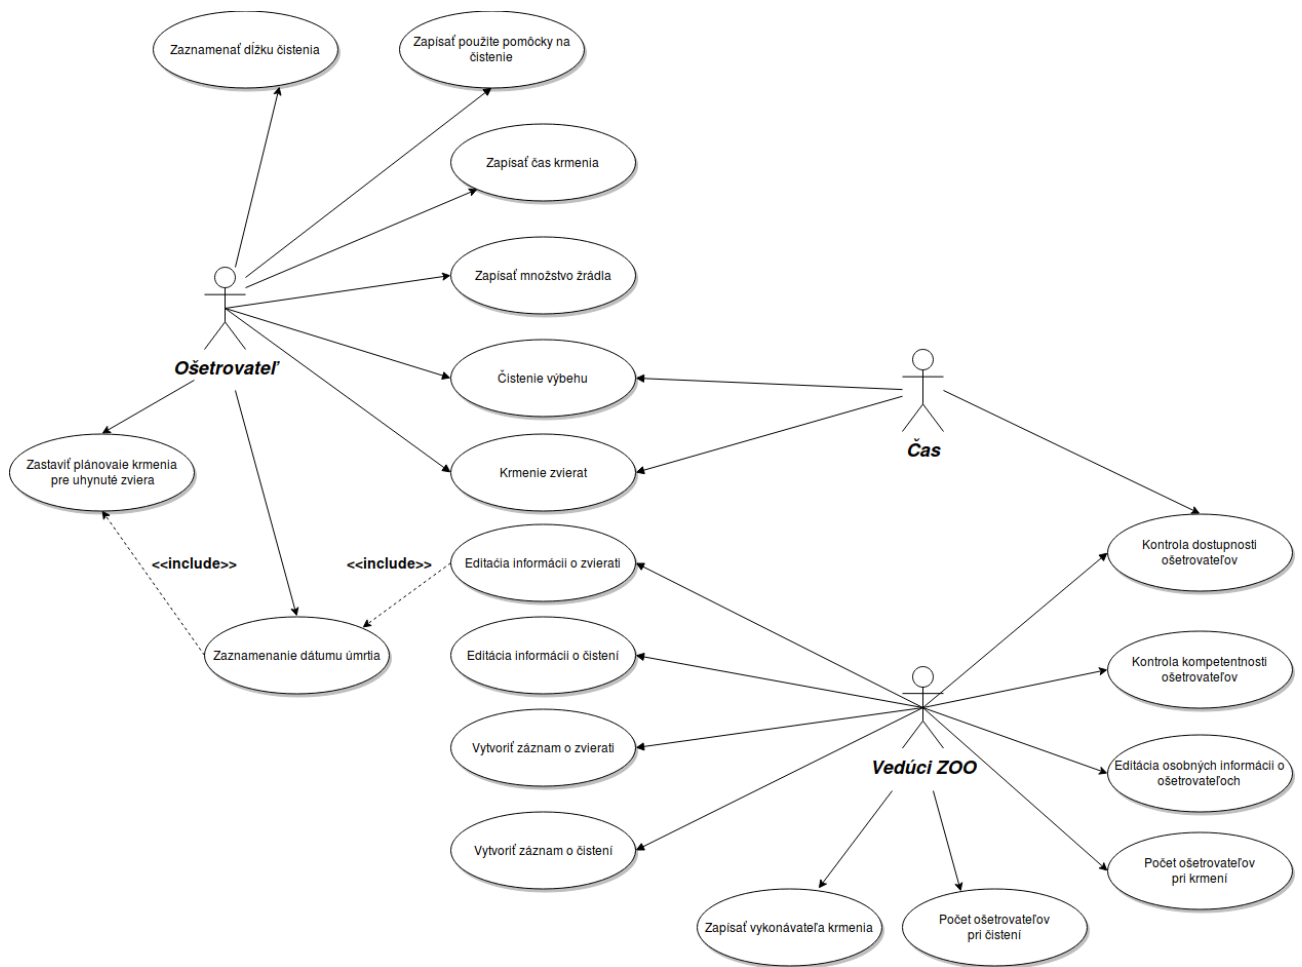 Zaznamenať dĺžku čistenia
Zapísať použite pomôcky na
čistenie
Zapísať čas krmenia
Zapísať množstvo žrádla
Ošetrovateľ
Čistenie výbehu
Čas
Zastaviť plánovaie krmenia
pre uhynuté zviera
Krmenie zvierat
Kontrola dostupnosti
ošetrovateľov
<<include>>
<<include>>
Editačia informácii o zvierati
Zaznamenanie dátumu úmrtia
Editácia informácii o čistení
Kontrola kompetentnosti
ošetrovateľov
Vytvoriť záznam o zvierati
Vedúci ZOO
Editácia osobných informácii o
ošetrovateľoch
Vytvoriť záznam o čistení
Počet ošetrovateľov
pri krmení
Zapísať vykonávateľa krmenia
Počet ošetrovateľov
pri čistení